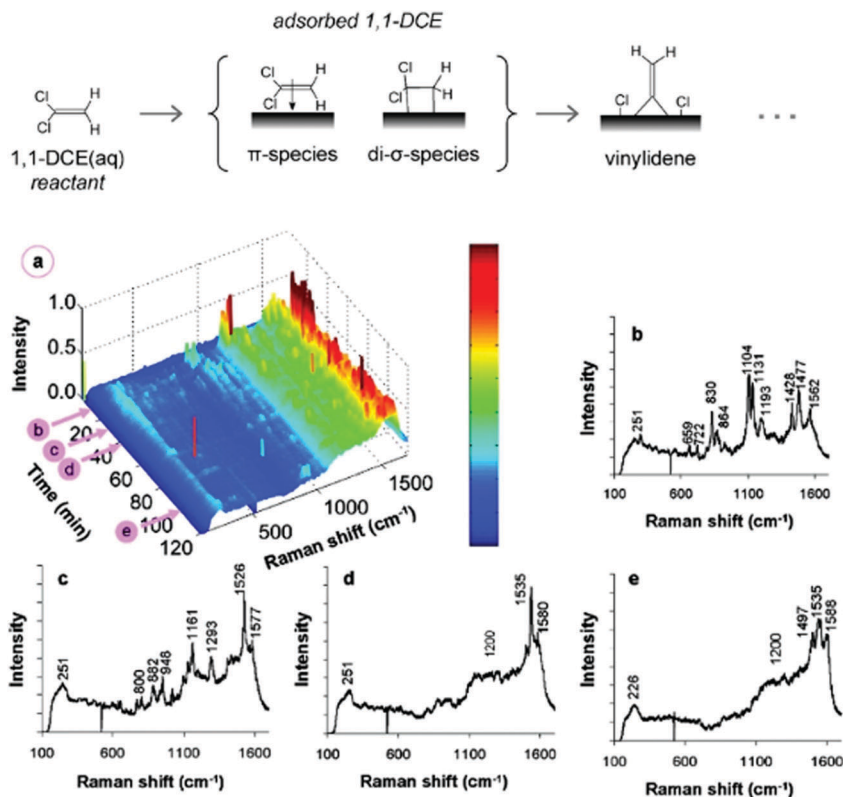 adsorbed 1,1-DCE
Cl
Cl
H
H
Cl
Cl
H
H
Cl
Cl
H
H
H
H
Cl
Cl
1,1-DCE(aq)
reactant
π-species
di-σ-species
vinylidene
a
Intensity
1.0
0.5
0.0
b
c
d
e
20
40
60
80
100
120
Time (min)
500
1000
1500
Raman shift (cm⁻¹)
b
Intensity
251
659
722
830
864
1104
1131
1193
1428
1477
1562
100
600
1100
1600
Raman shift (cm⁻¹)
c
Intensity
251
800
882
948
1161
1293
1526
1577
100
600
1100
1600
Raman shift (cm⁻¹)
d
Intensity
251
1200
1535
1580
100
600
1100
1600
Raman shift (cm⁻¹)
e
Intensity
226
1200
1497
1535
1588
100
600
1100
1600
Raman shift (cm⁻¹)